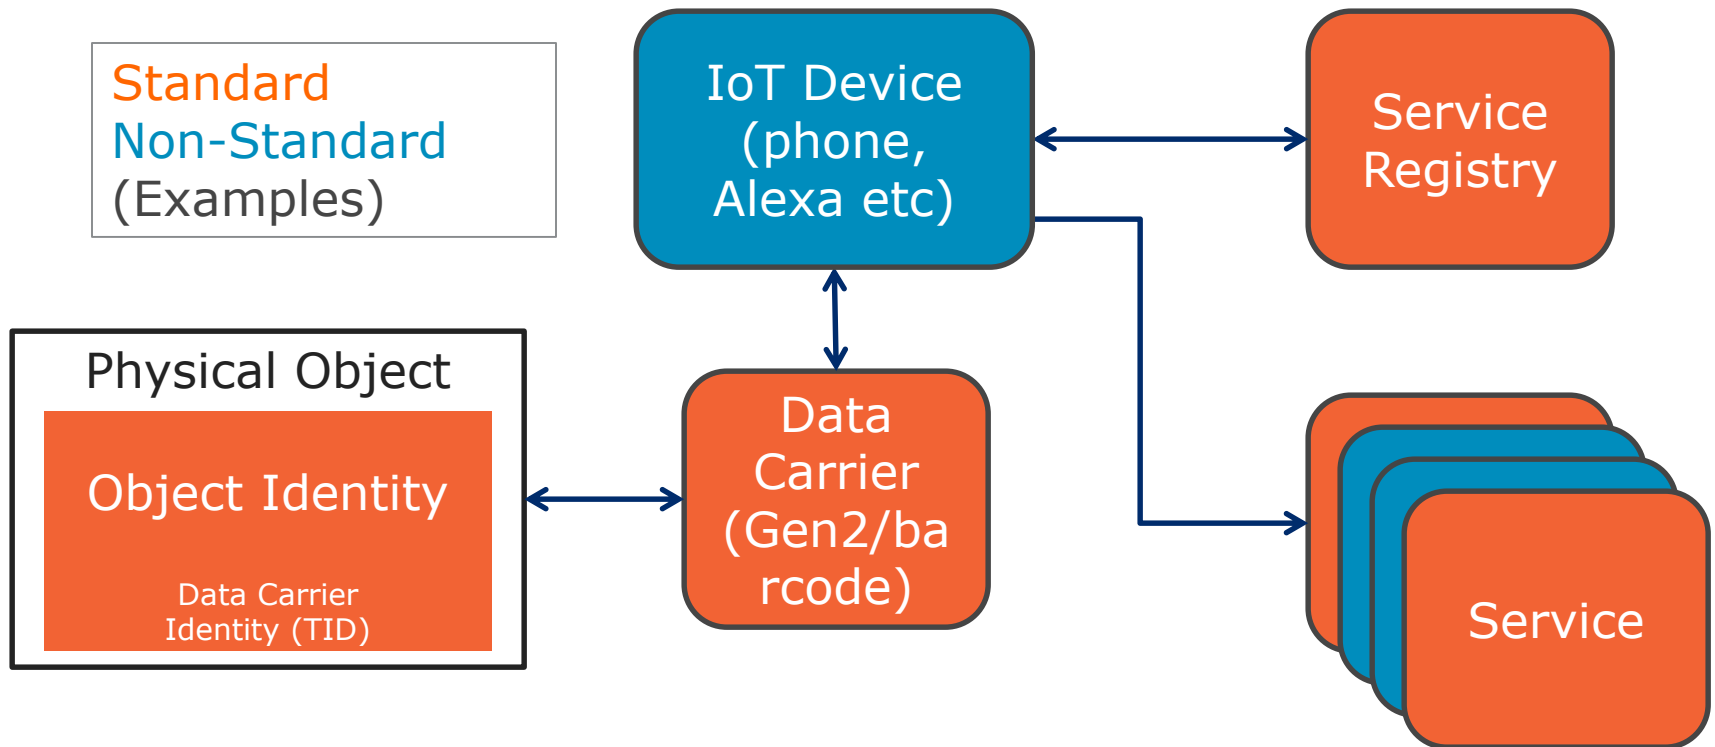 Standard
Non-Standard
(Examples)
IoT Device
(phone,
Alexa etc)
Service
Registry
Physical Object
Object Identity
Data Carrier
Identity (TID)
Data
Carrier
(Gen2/ba
rcode)
Service